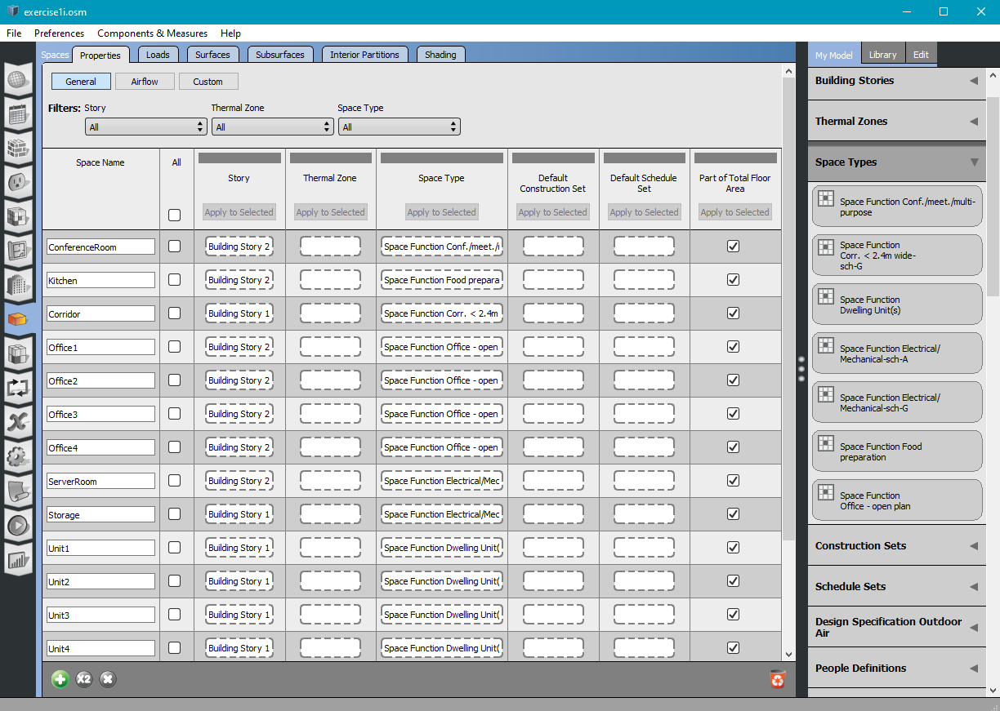 exercise1i.osm
File Preferences Components & Measures Help
Spaces Properties Loads Surfaces Subsurfaces Interior Partitions Shading
General Airflow Custom
Filters: Story Thermal Zone Space Type
All All All
Space Name All Story Thermal Zone Space Type Default Construction Set Default Schedule Set Part of Total Floor Area
Apply to Selected Apply to Selected Apply to Selected Apply to Selected Apply to Selected Apply to Selected
ConferenceRoom Building Story 2 Space Function Conf./meet./
Kitchen Building Story 2 Space Function Food prepara
Corridor Building Story 1 Space Function Corr. < 2.4m
Office1 Building Story 2 Space Function Office - open
Office2 Building Story 2 Space Function Office - open
Office3 Building Story 2 Space Function Office - open
Office4 Building Story 2 Space Function Office - open
ServerRoom Building Story 2 Space Function Electrical/Mec
Storage Building Story 1 Space Function Electrical/Mec
Unit1 Building Story 1 Space Function Dwelling Unit(
Unit2 Building Story 1 Space Function Dwelling Unit(
Unit3 Building Story 1 Space Function Dwelling Unit(
Unit4 Building Story 1 Space Function Dwelling Unit(
X2
My Model Library Edit
Building Stories
Thermal Zones
Space Types
Space Function Conf./meet./multi-
purpose
Space Function
Corr. < 2.4m wide-
sch-G
Space Function
Dwelling Unit(s)
Space Function Electrical/
Mechanical-sch-A
Space Function Electrical/
Mechanical-sch-G
Space Function Food
preparation
Space Function
Office - open plan
Construction Sets
Schedule Sets
Design Specification Outdoor
Air
People Definitions